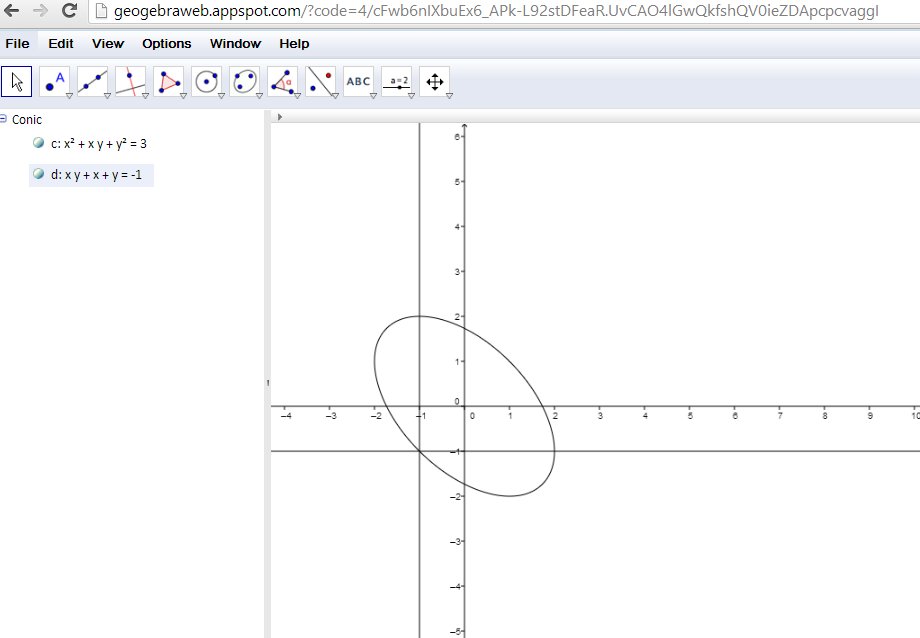 geogebraweb.appspot.com/?code=4/cFwb6nIXbuEx6_APk-L92stDFeaR.UvCAO4lGwQkfshQV0ieZDApcpcvaggI
File Edit View Options Window Help
A α ABC a=2
Conic
c: x² + x y + y² = 3
d: x y + x + y = -1
6
5
4
3
2
1
0
–4 –3 –2 –1 0 1 2 3 4 5 6 7 8 9 10
–1
–2
–3
–4
–5